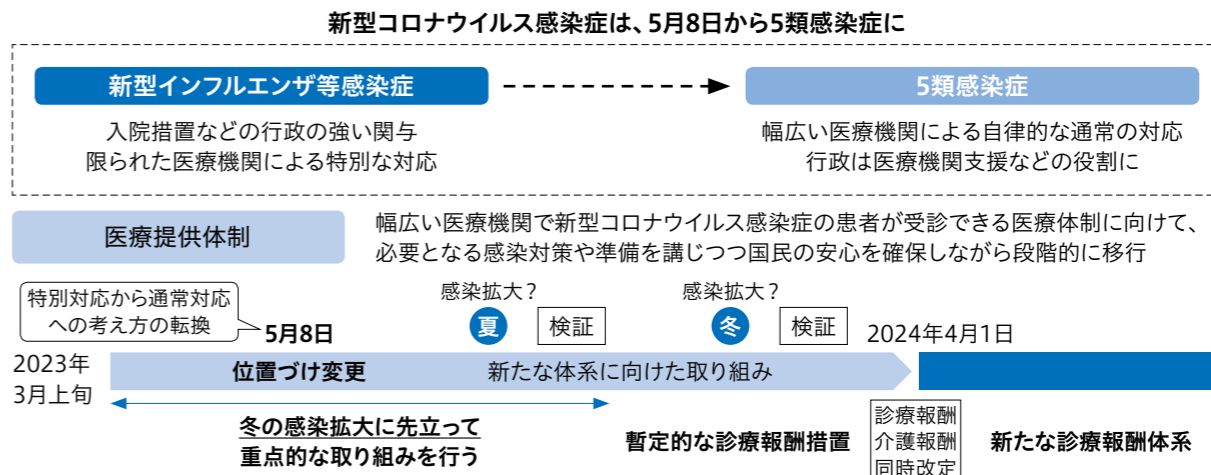 新型コロナウイルス感染症は、5月8日から5類感染症に
新型インフルエンザ等感染症
5類感染症
入院措置などの行政の強い関与
限られた医療機関による特別な対応
幅広い医療機関による自律的な通常の対応
行政は医療機関支援などの役割に
医療提供体制
幅広い医療機関で新型コロナウイルス感染症の患者が受診できる医療体制に向けて、
必要となる感染対策や準備を講じつつ国民の安心を確保しながら段階的に移行
特別対応から通常対応
への考え方の転換
5月8日
感染拡大？
夏
検証
感染拡大？
冬
検証
2024年4月1日
2023年
3月上旬
位置づけ変更
新たな体系に向けた取り組み
冬の感染拡大に先立って
重点的な取り組みを行う
暫定的な診療報酬措置
診療報酬
介護報酬
同時改定
新たな診療報酬体系